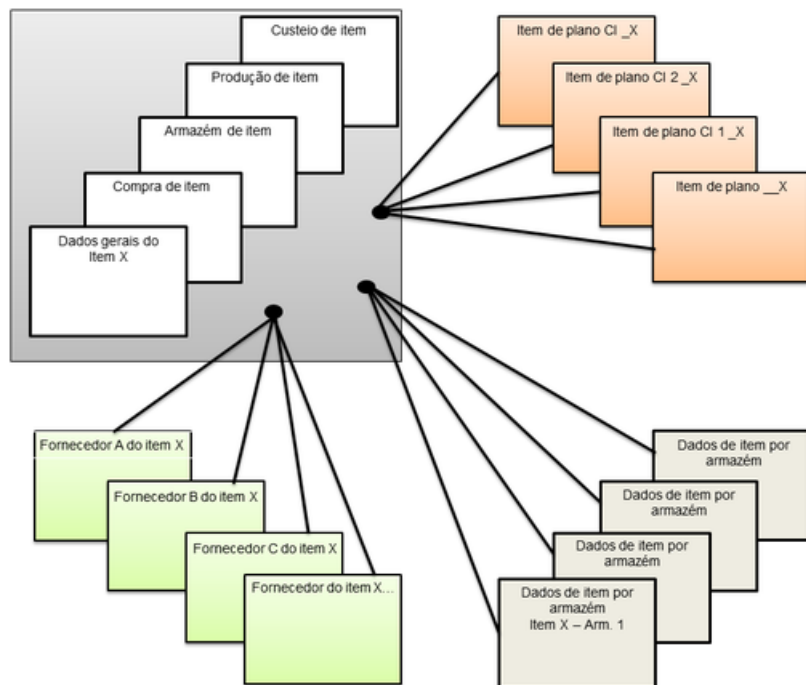 Custeio de item
Produção de item
Armazém de item
Compra de item
Dados gerais do
Item X
Item de plano CI _X
Item de plano CI 2 _X
Item de plano CI 1 _X
Item de plano __X
Fornecedor A do item X
Fornecedor B do item X
Fornecedor C do item X
Fornecedor do item X...
Dados de item por
armazém
Dados de item por
armazém
Dados de item por
armazém
Dados de item por
armazém
Item X – Arm. 1